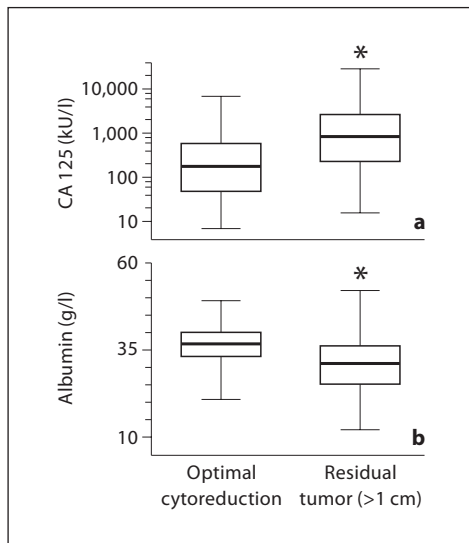 *
10,000
1,000
100
10
CA 125 (kU/l)
a
60
*
35
10
Albumin (g/l)
b
Optimal
cytoreduction
Residual
tumor (>1 cm)